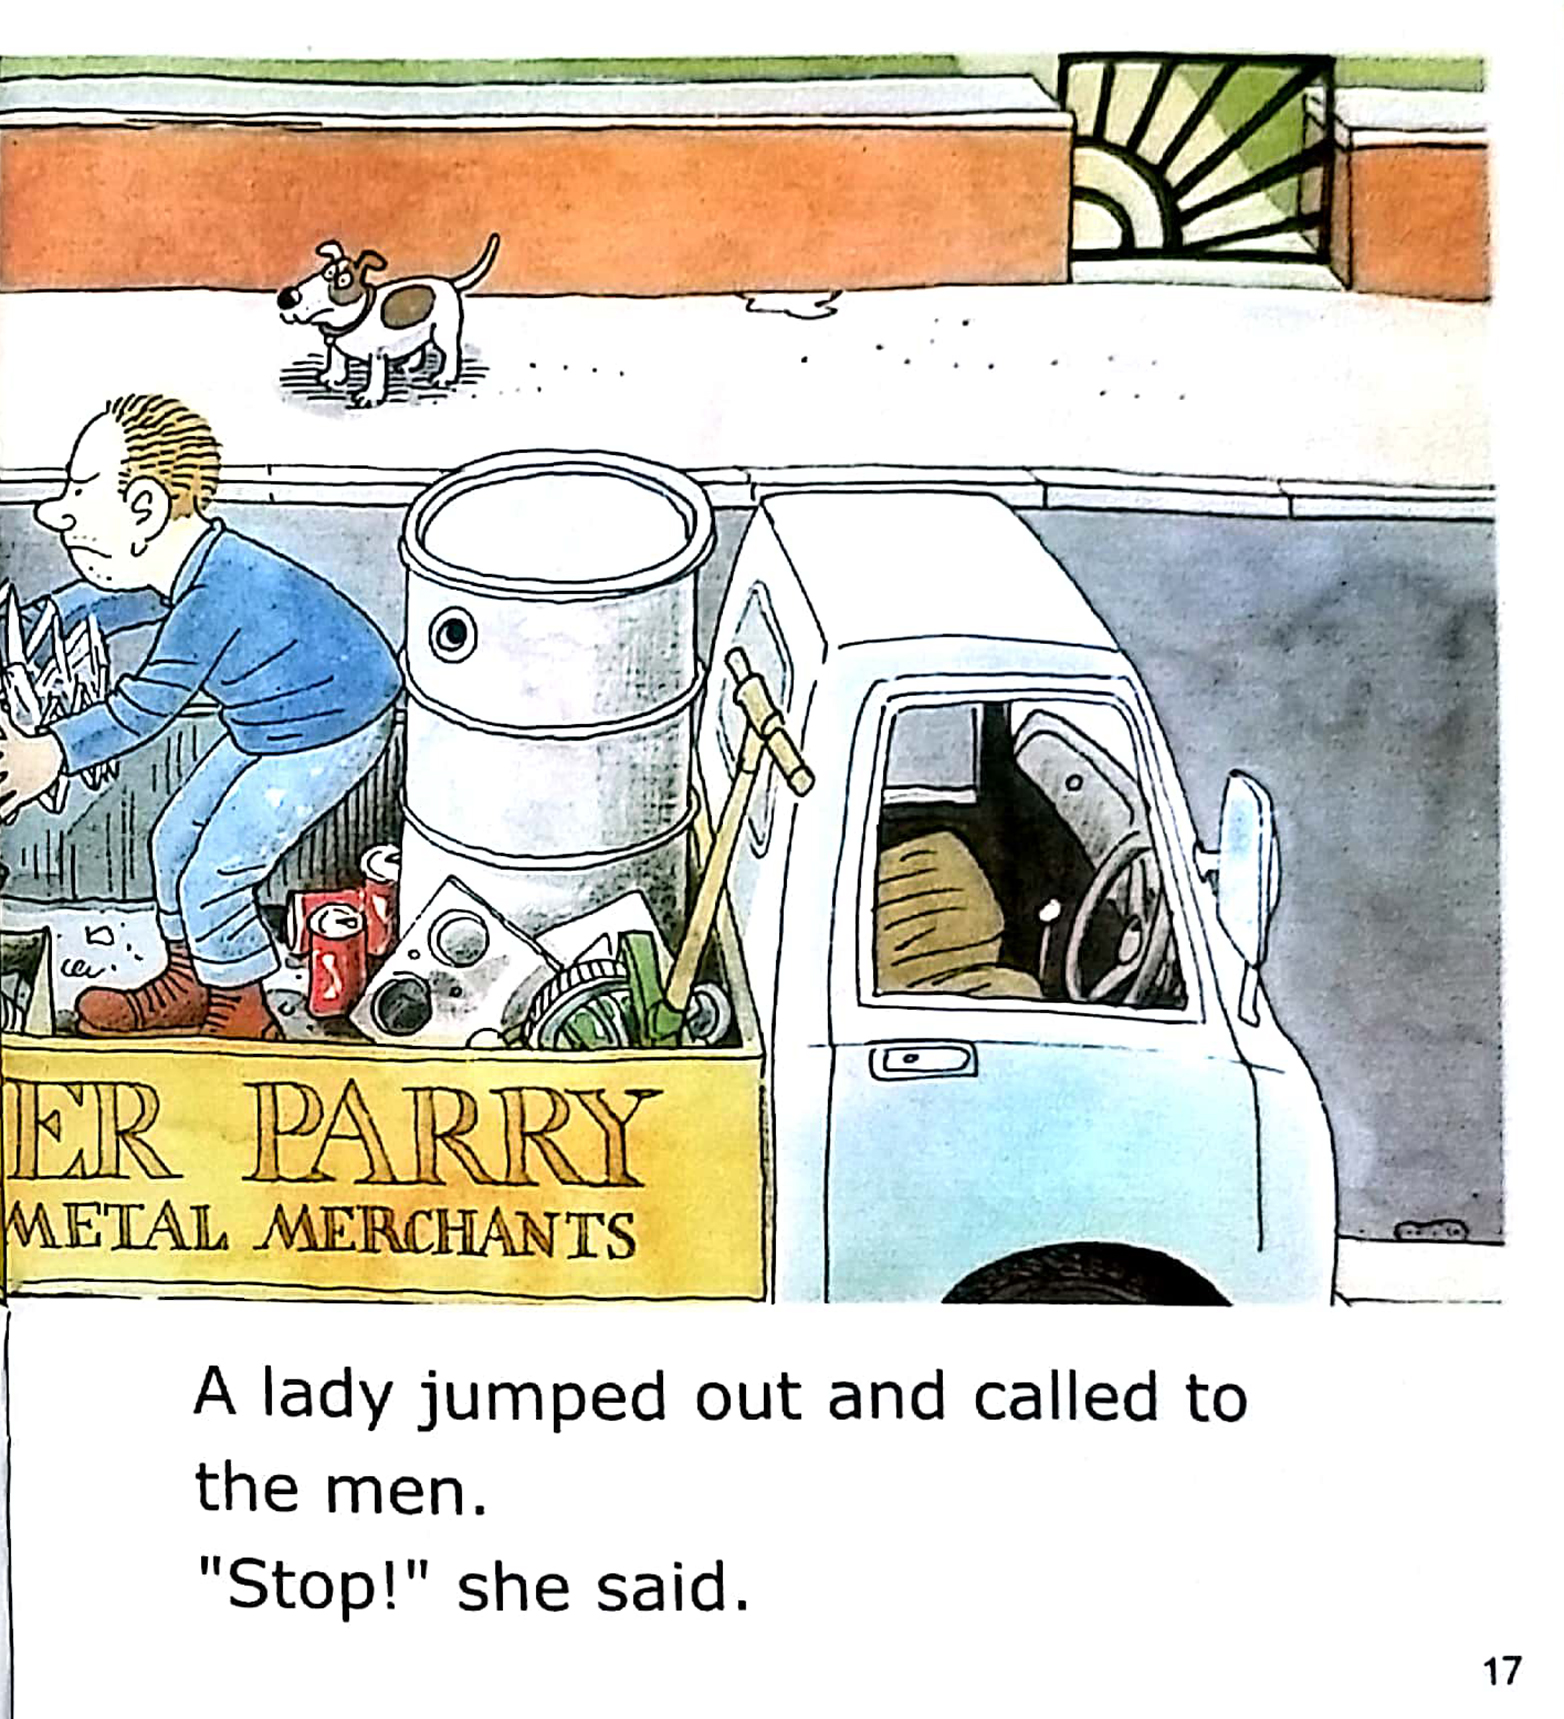 ER PARRY
METAL MERCHANTS
A lady jumped out and called to
the men.
"Stop!" she said.
17